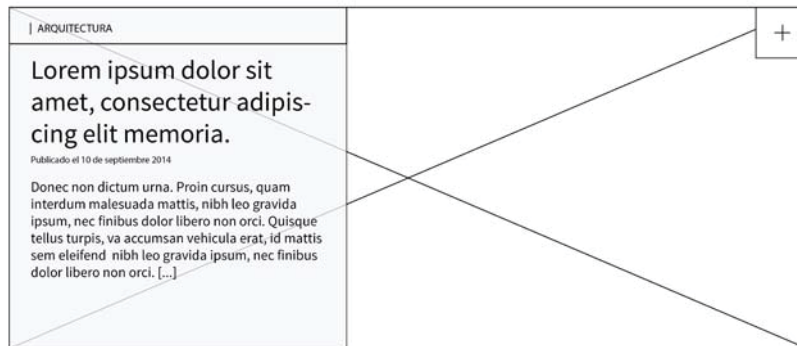 | ARQUITECTURA
+
Lorem ipsum dolor sit
amet, consectetur adipis-
cing elit memoria.
Publicado el 10 de septiembre 2014
Donec non dictum urna. Proin cursus, quam
interdum malesuada mattis, nibh leo gravida
ipsum, nec finibus dolor libero non orci. Quisque
tellus turpis, va accumsan vehicula erat, id mattis
sem eleifend nibh leo gravida ipsum, nec finibus
dolor libero non orci. [...]